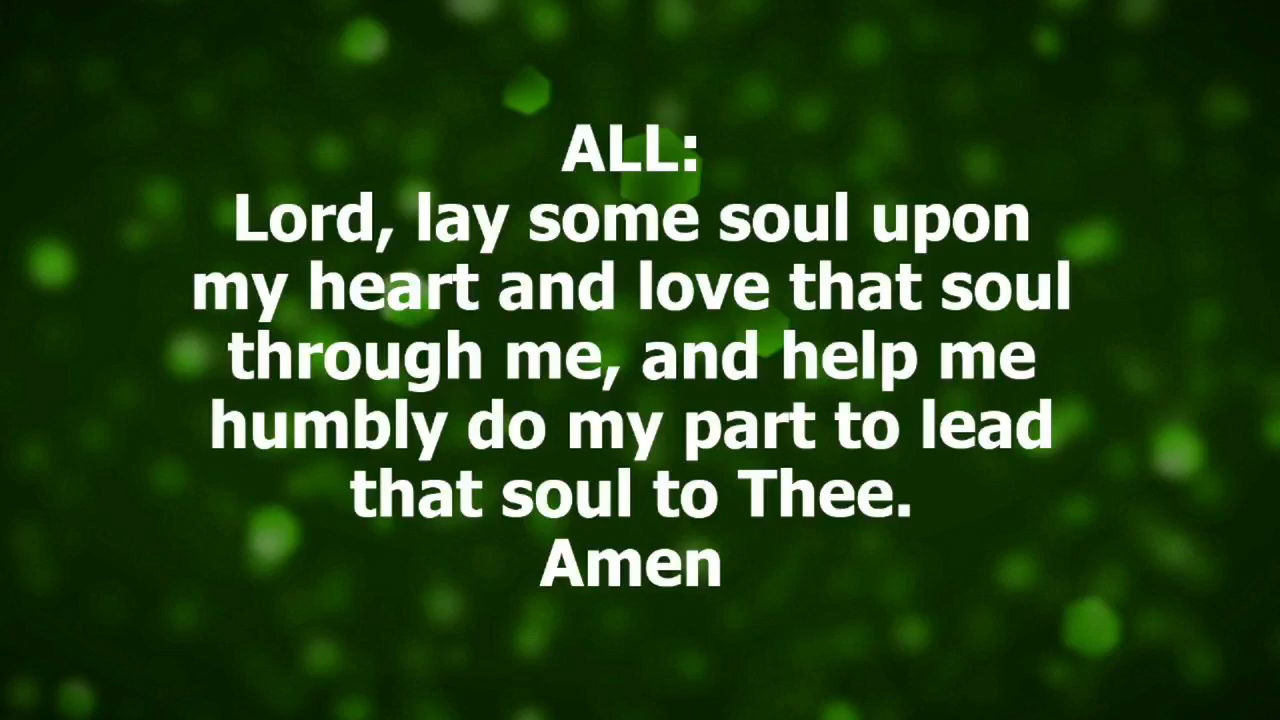 ALL:
Lord, lay some soul upon
my heart and love that soul
through me, and help me
humbly do my part to lead
that soul to Thee.
Amen